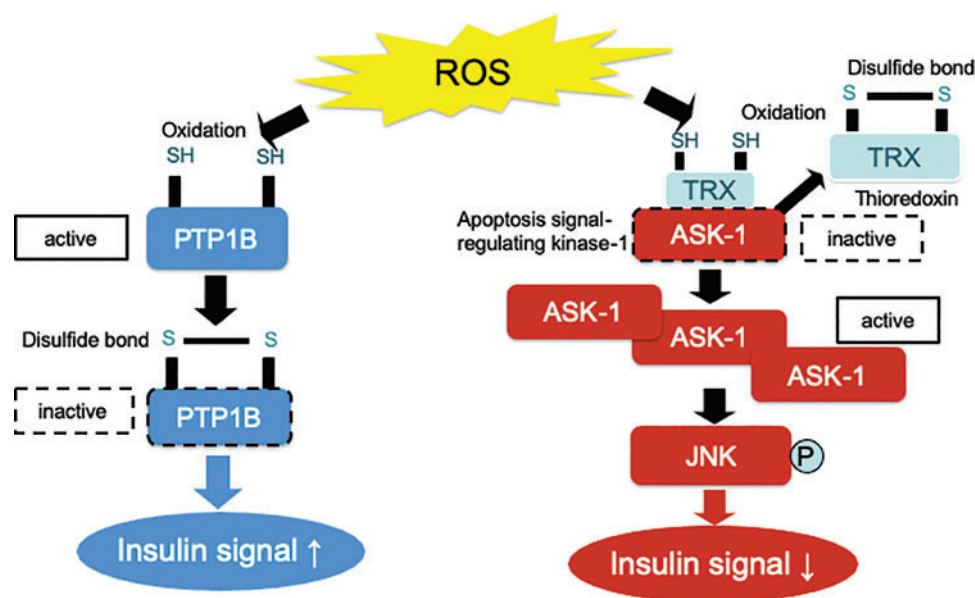 ROS
Oxidation
SH SH
active
PTP1B
Disulfide bond
S S
inactive
PTP1B
Insulin signal ↑
Disulfide bond
S S
Oxidation
SH SH
TRX
TRX
Thioredoxin
Apoptosis signal-
regulating kinase-1
ASK-1
inactive
ASK-1
ASK-1
active
ASK-1
JNK
P
Insulin signal ↓